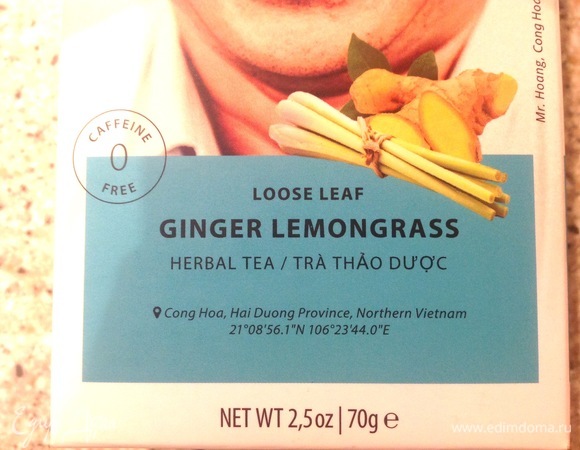 Mr. Hoang, Cong Hoa
CAFFEINE
0
FREE
LOOSE LEAF
GINGER LEMONGRASS
HERBAL TEA / TRÀ THẢO DƯỢC
Cong Hoa, Hai Duong Province, Northern Vietnam
21°08'56.1"N 106°23'44.0"E
NET WT 2,5oz | 70g ℮
www.edimdoma.ru